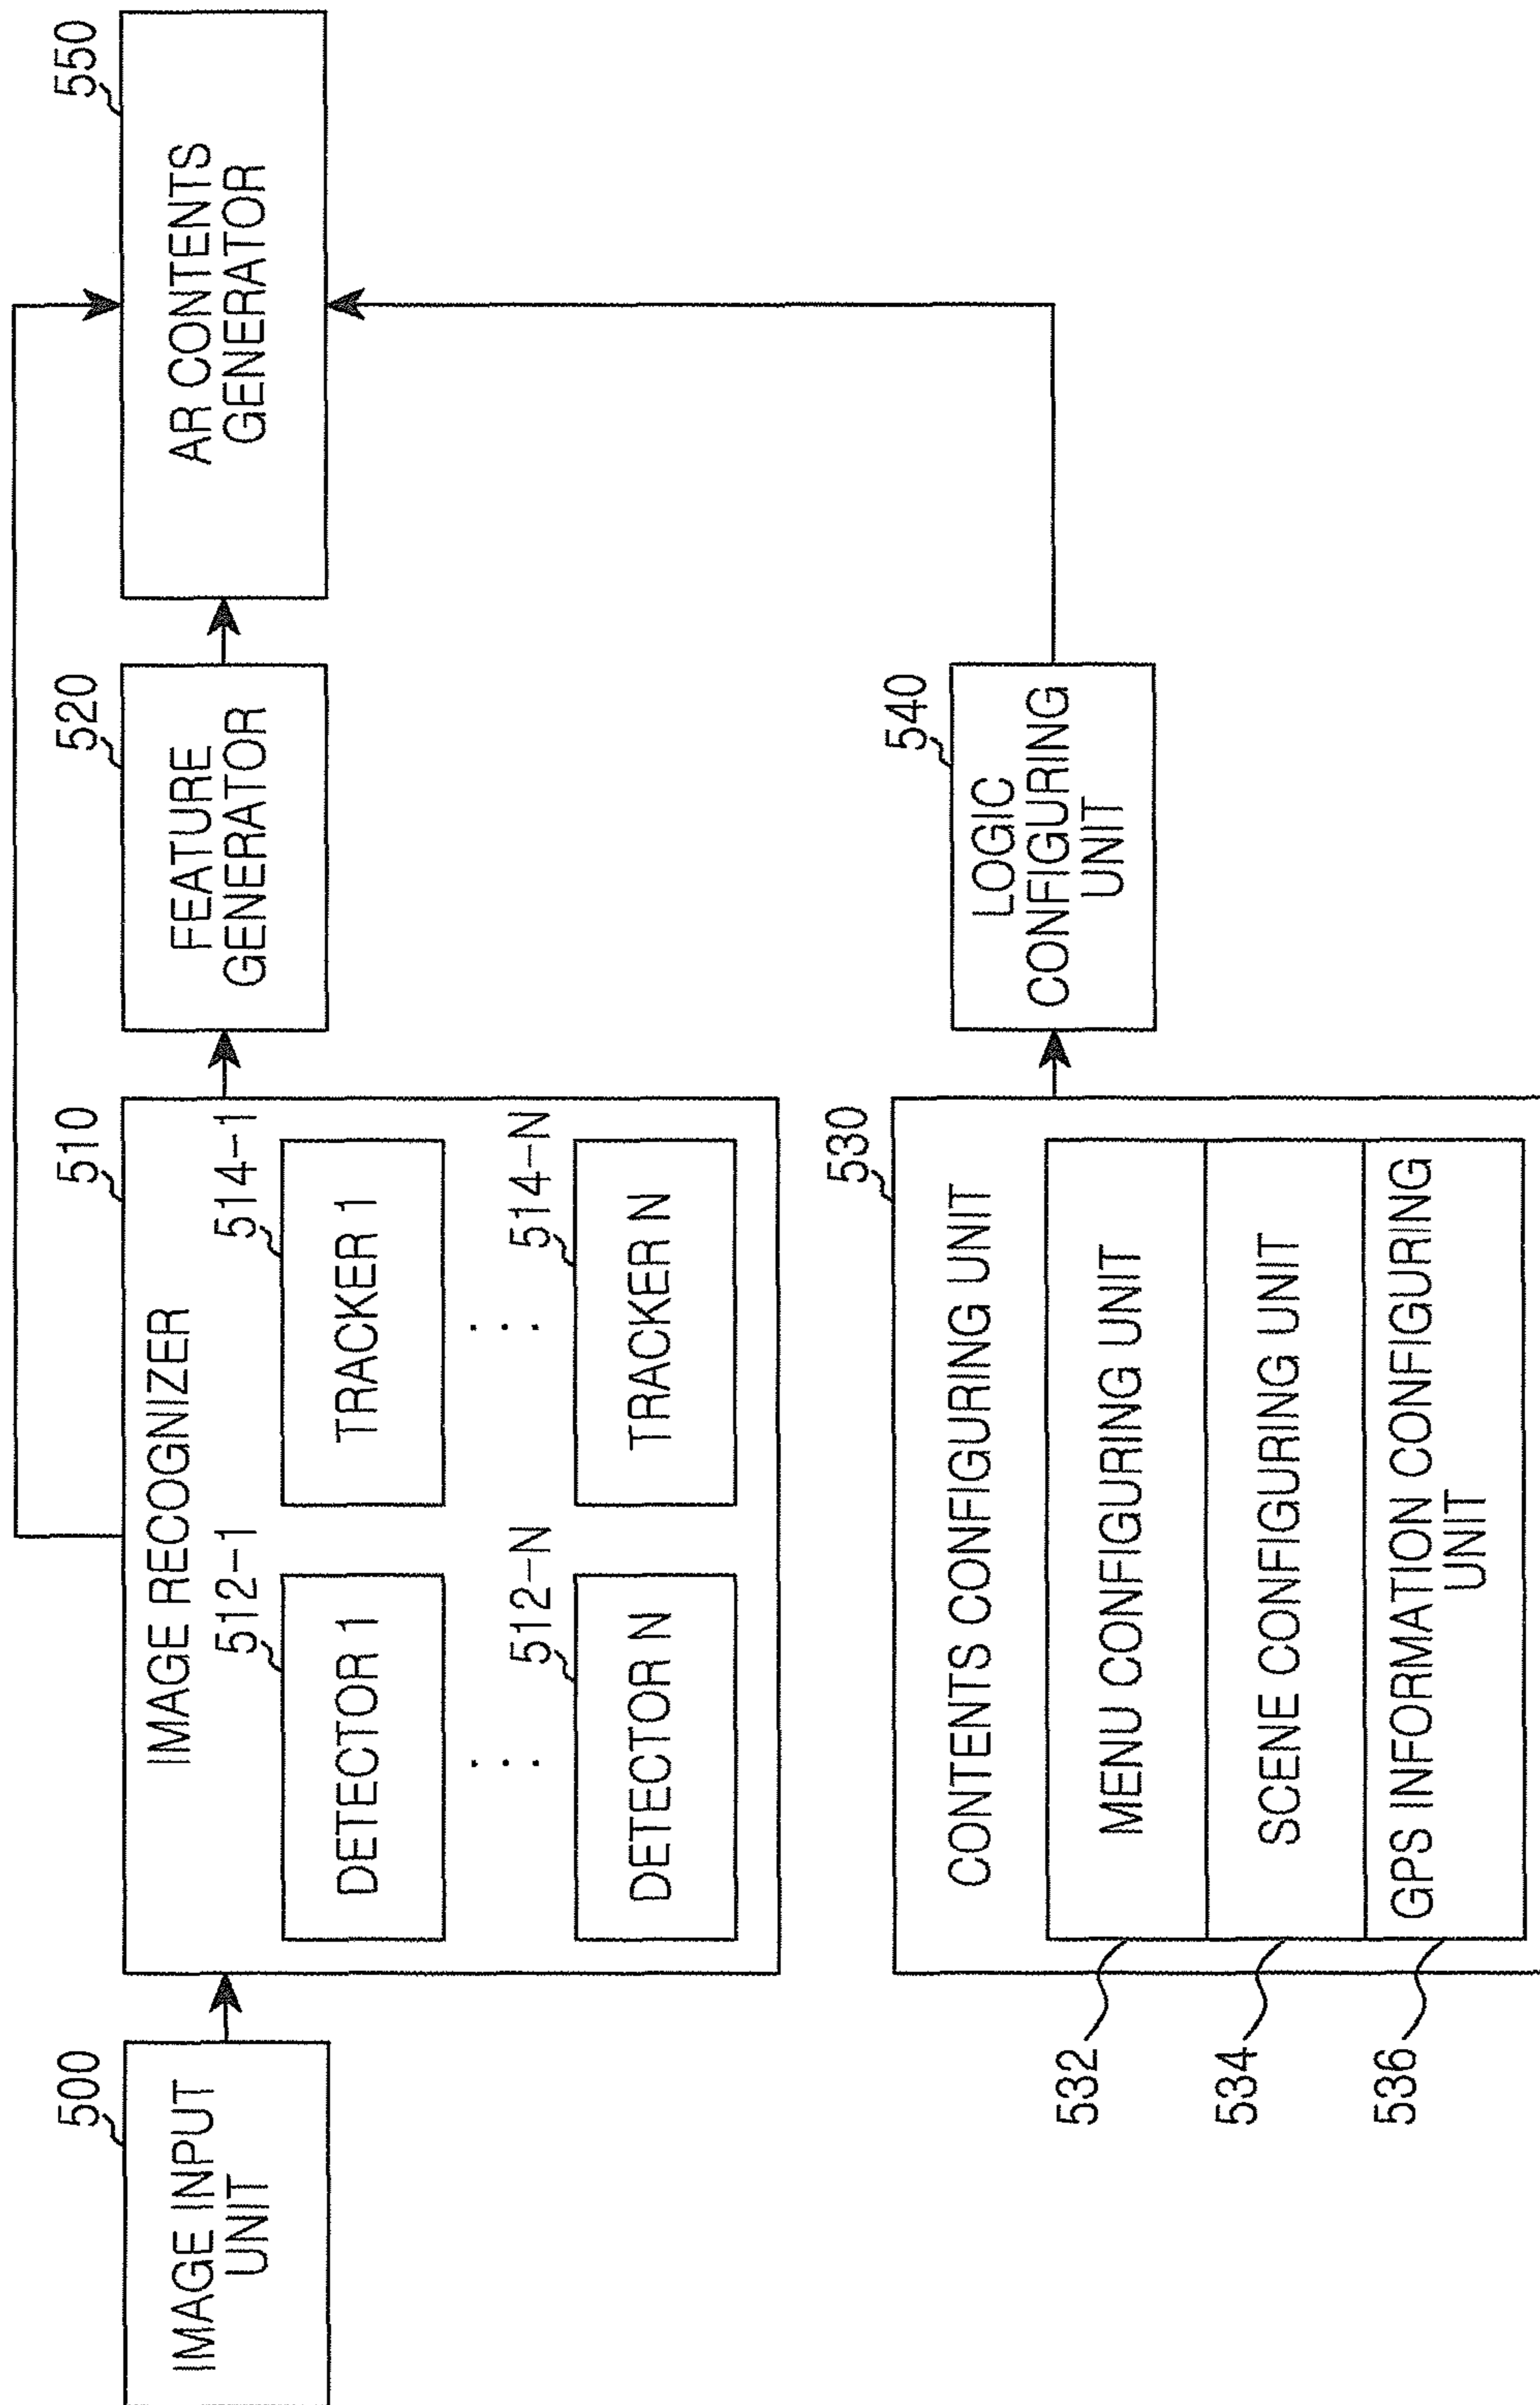 500
IMAGE INPUT
UNIT
510
IMAGE RECOGNIZER
512-1
DETECTOR 1
514-1
TRACKER 1
. . .
. . .
512-N
DETECTOR N
514-N
TRACKER N
520
FEATURE
GENERATOR
550
AR CONTENTS
GENERATOR
530
CONTENTS CONFIGURING UNIT
532
MENU CONFIGURING UNIT
534
SCENE CONFIGURING UNIT
536
GPS INFORMATION CONFIGURING
UNIT
540
LOGIC
CONFIGURING
UNIT